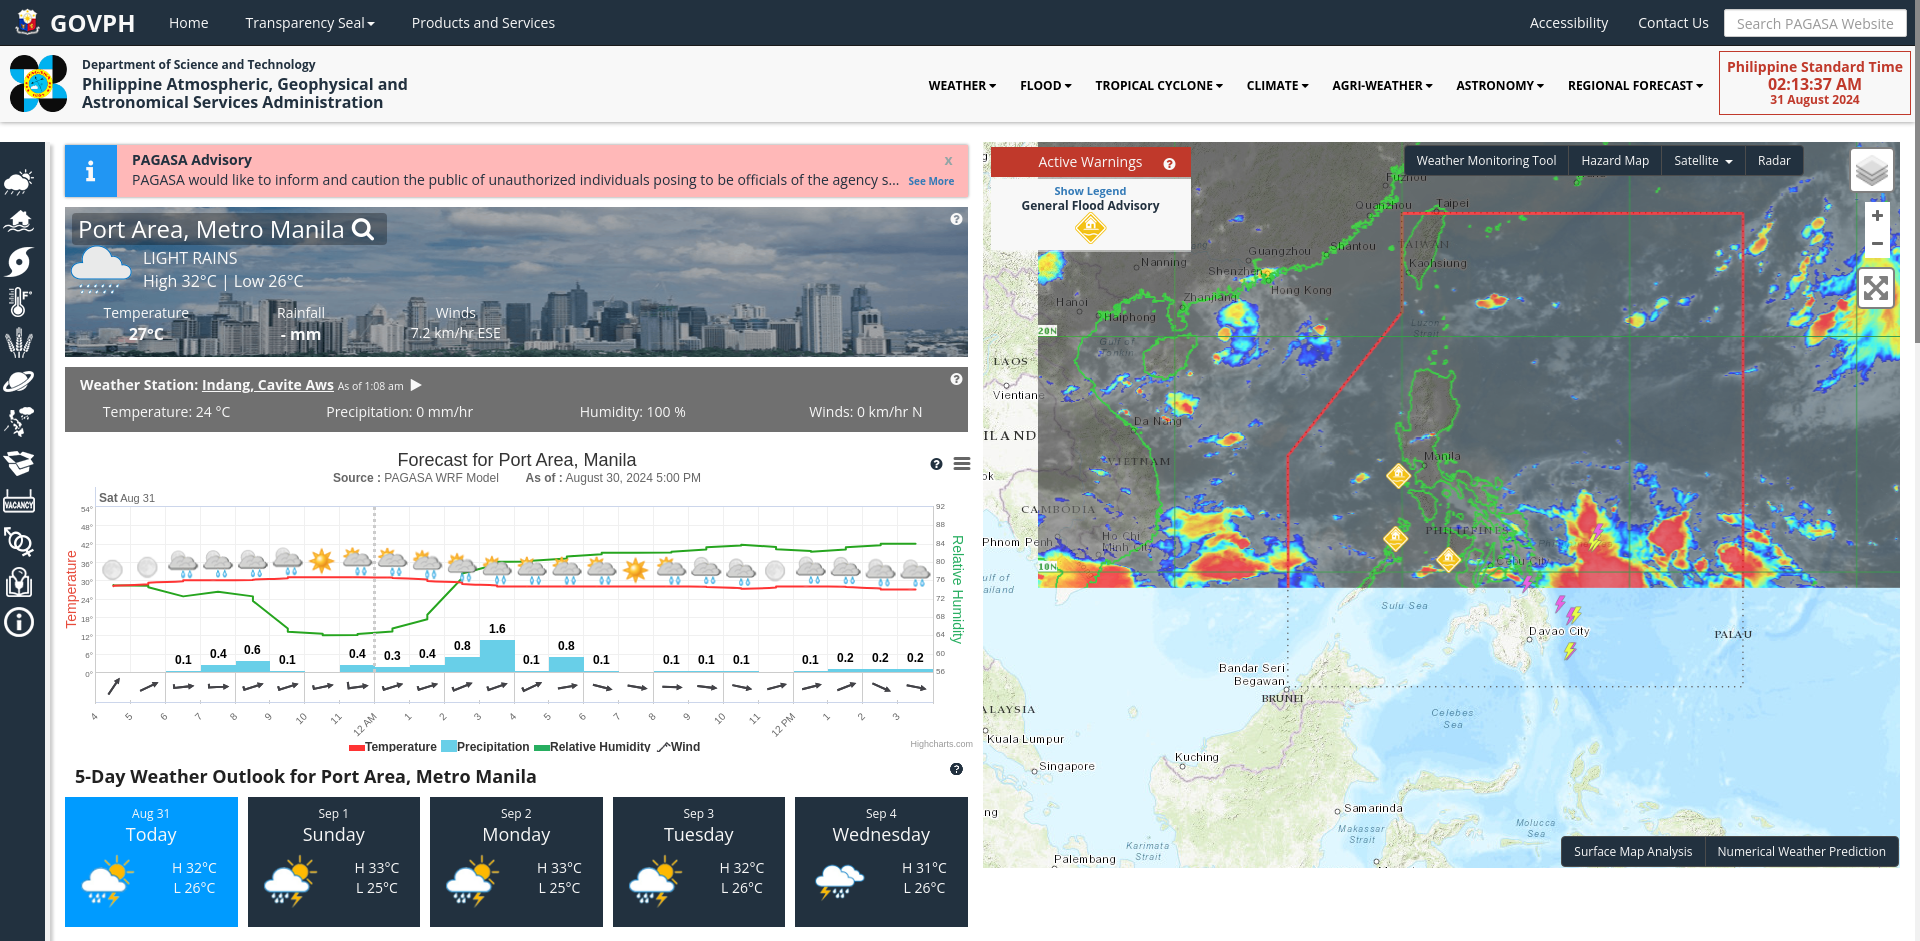 GOVPH
Home
Transparency Seal
Products and Services
Accessibility
Contact Us
Search PAGASA Website
Department of Science and Technology
Philippine Atmospheric, Geophysical and
Astronomical Services Administration
WEATHER
FLOOD
TROPICAL CYCLONE
CLIMATE
AGRI-WEATHER
ASTRONOMY
REGIONAL FORECAST
Philippine Standard Time
02:13:37 AM
31 August 2024
PAGASA Advisory
x
PAGASA would like to inform and caution the public of unauthorized individuals posing to be officials of the agency s...
See More
Port Area, Metro Manila
LIGHT RAINS
High 32°C | Low 26°C
Temperature
Rainfall
Winds
27°C
- mm
7.2 km/hr ESE
Weather Station: Indang, Cavite Aws As of 1:08 am
Temperature: 24 °C
Precipitation: 0 mm/hr
Humidity: 100 %
Winds: 0 km/hr N
Forecast for Port Area, Manila
Source : PAGASA WRF Model
As of : August 30, 2024 5:00 PM
Sat Aug 31
54°
48°
42°
36°
30°
24°
18°
12°
6°
0°
Temperature
92
88
84
80
76
72
68
64
60
56
Relative Humidity
0.1
0.4
0.6
0.1
0.4
0.3
0.4
0.8
1.6
0.1
0.8
0.1
0.1
0.1
0.1
0.1
0.2
0.2
0.2
4
5
6
7
8
9
10
11
12 AM
1
2
3
4
5
6
7
8
9
10
11
12 PM
1
2
3
Temperature
Precipitation
Relative Humidity
Wind
Highcharts.com
5-Day Weather Outlook for Port Area, Metro Manila
Aug 31
Today
H 32°C
L 26°C
Sep 1
Sunday
H 33°C
L 25°C
Sep 2
Monday
H 33°C
L 25°C
Sep 3
Tuesday
H 32°C
L 26°C
Sep 4
Wednesday
H 31°C
L 26°C
VACANCY
Active Warnings
Show Legend
General Flood Advisory
Weather Monitoring Tool
Hazard Map
Satellite
Radar
+
−
Fuzhou
Quanzhou
Taipei
Guangzhou
Shantou
TAIWAN
Nanning
Shenzhen
Kaohsiung
Hanoi
Zhanjiang
Hong Kong
Haiphong
Luzon
Strait
20N
Gulf of
Tonkin
LAOS
Vientiane
Da Nang
ILAND
Manila
VIETNAM
ok
CAMBODIA
PHILIPPINES
Phnom Penh
Ho Chi
Minh City
Cebu City
10N
ulf of
ailand
Sulu Sea
Davao City
PALAU
Bandar Seri
Begawan
BRUNEI
ALAYSIA
Celebes
Sea
Kuala Lumpur
Kuching
Singapore
ng
Samarinda
Makassar
Strait
Molucca
Sea
Karimata
Strait
Palembang
Surface Map Analysis
Numerical Weather Prediction